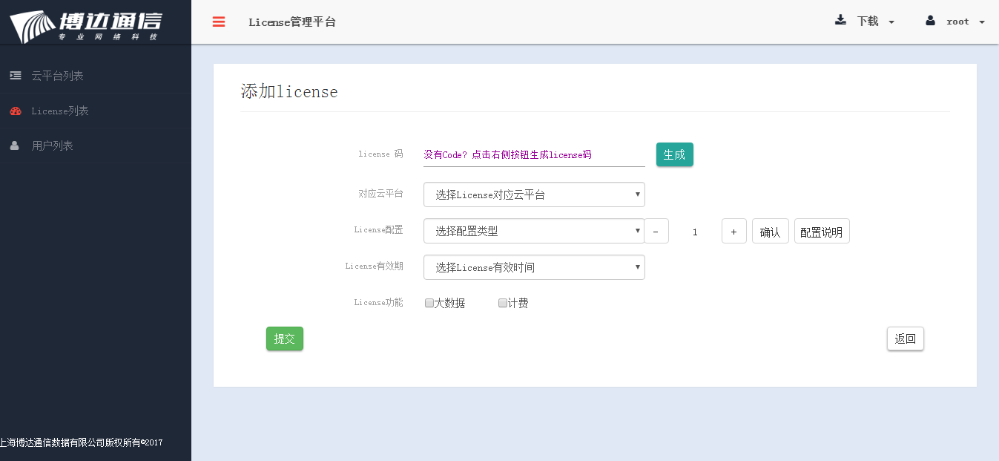 博达通信
专业网络科技
License管理平台
下载
root
云平台列表
License列表
用户列表
添加license
license 码 没有Code? 点击右侧按钮生成license码 生成
对应云平台 选择License对应云平台
License配置 选择配置类型 - 1 + 确认 配置说明
License有效期 选择License有效时间
License功能 大数据 计费
提交 返回
上海博达通信数据有限公司版权所有©2017